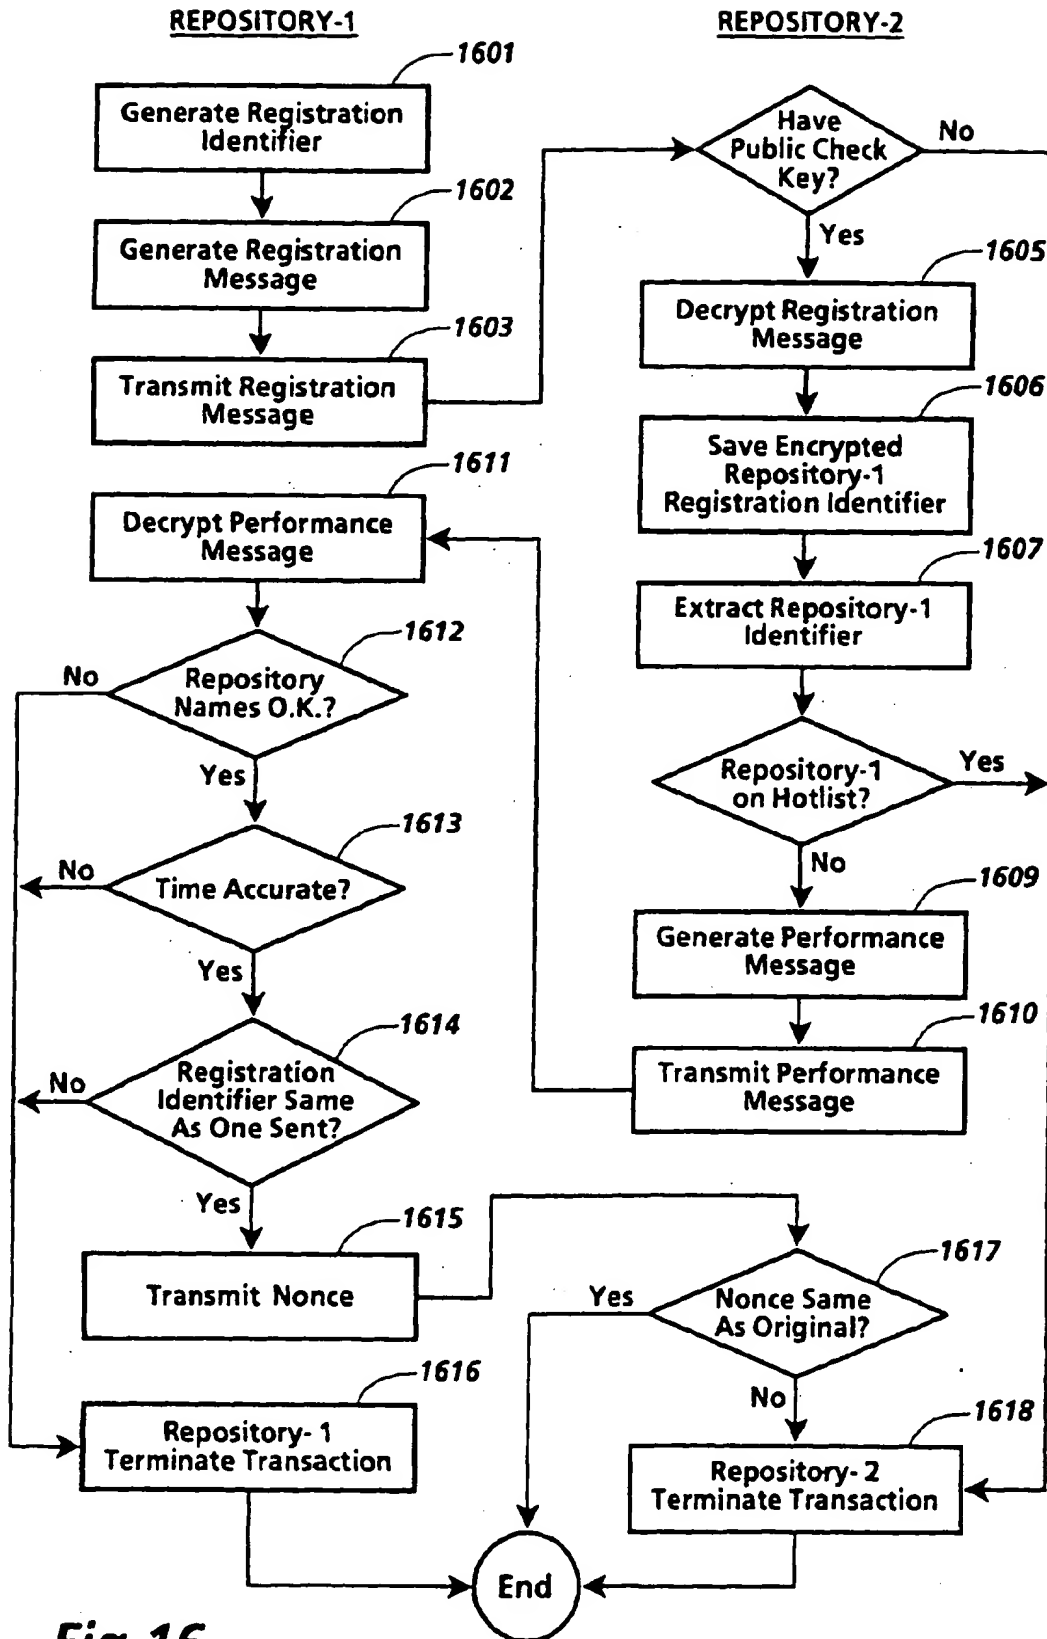 REPOSITORY-1
1601
Generate Registration
Identifier
1602
Generate Registration
Message
1603
Transmit Registration
Message
1611
Decrypt Performance
Message
1612
No
Repository
Names O.K.?
Yes
1613
No
Time Accurate?
Yes
1614
No
Registration
Identifier Same
As One Sent?
Yes
1615
Transmit Nonce
1616
Repository- 1
Terminate Transaction
REPOSITORY-2
Have
Public Check
Key?
No
Yes
1605
Decrypt Registration
Message
1606
Save Encrypted
Repository-1
Registration Identifier
1607
Extract Repository-1
Identifier
Repository-1
on Hotlist?
Yes
No
1609
Generate Performance
Message
1610
Transmit Performance
Message
1617
Yes
Nonce Same
As Original?
No
1618
Repository- 2
Terminate Transaction
End
Fig. 16